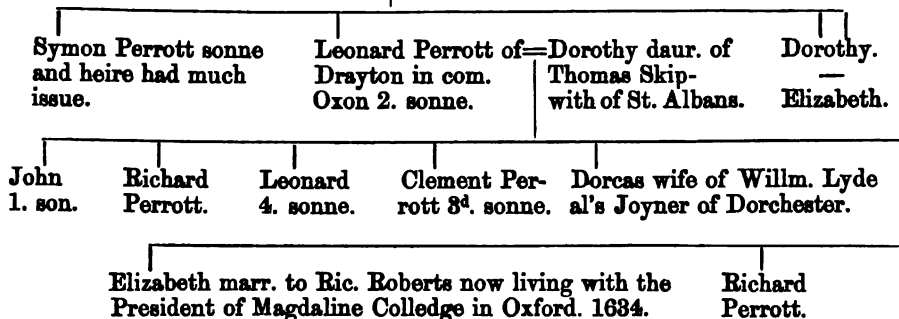 Symon Perrott sonne
and heire had much
issue.
Leonard Perrott of=
Drayton in com.
Oxon 2. sonne.
Dorothy daur. of
Thomas Skip-
with of St. Albans.
Dorothy.
—
Elizabeth.
John
1. son.
Richard
Perrott.
Leonard
4. sonne.
Clement Per-
rott 3d. sonne.
Dorcas wife of Willm. Lyde
al's Joyner of Dorchester.
Elizabeth marr. to Ric. Roberts now living with the
President of Magdaline Colledge in Oxford. 1634.
Richard
Perrott.